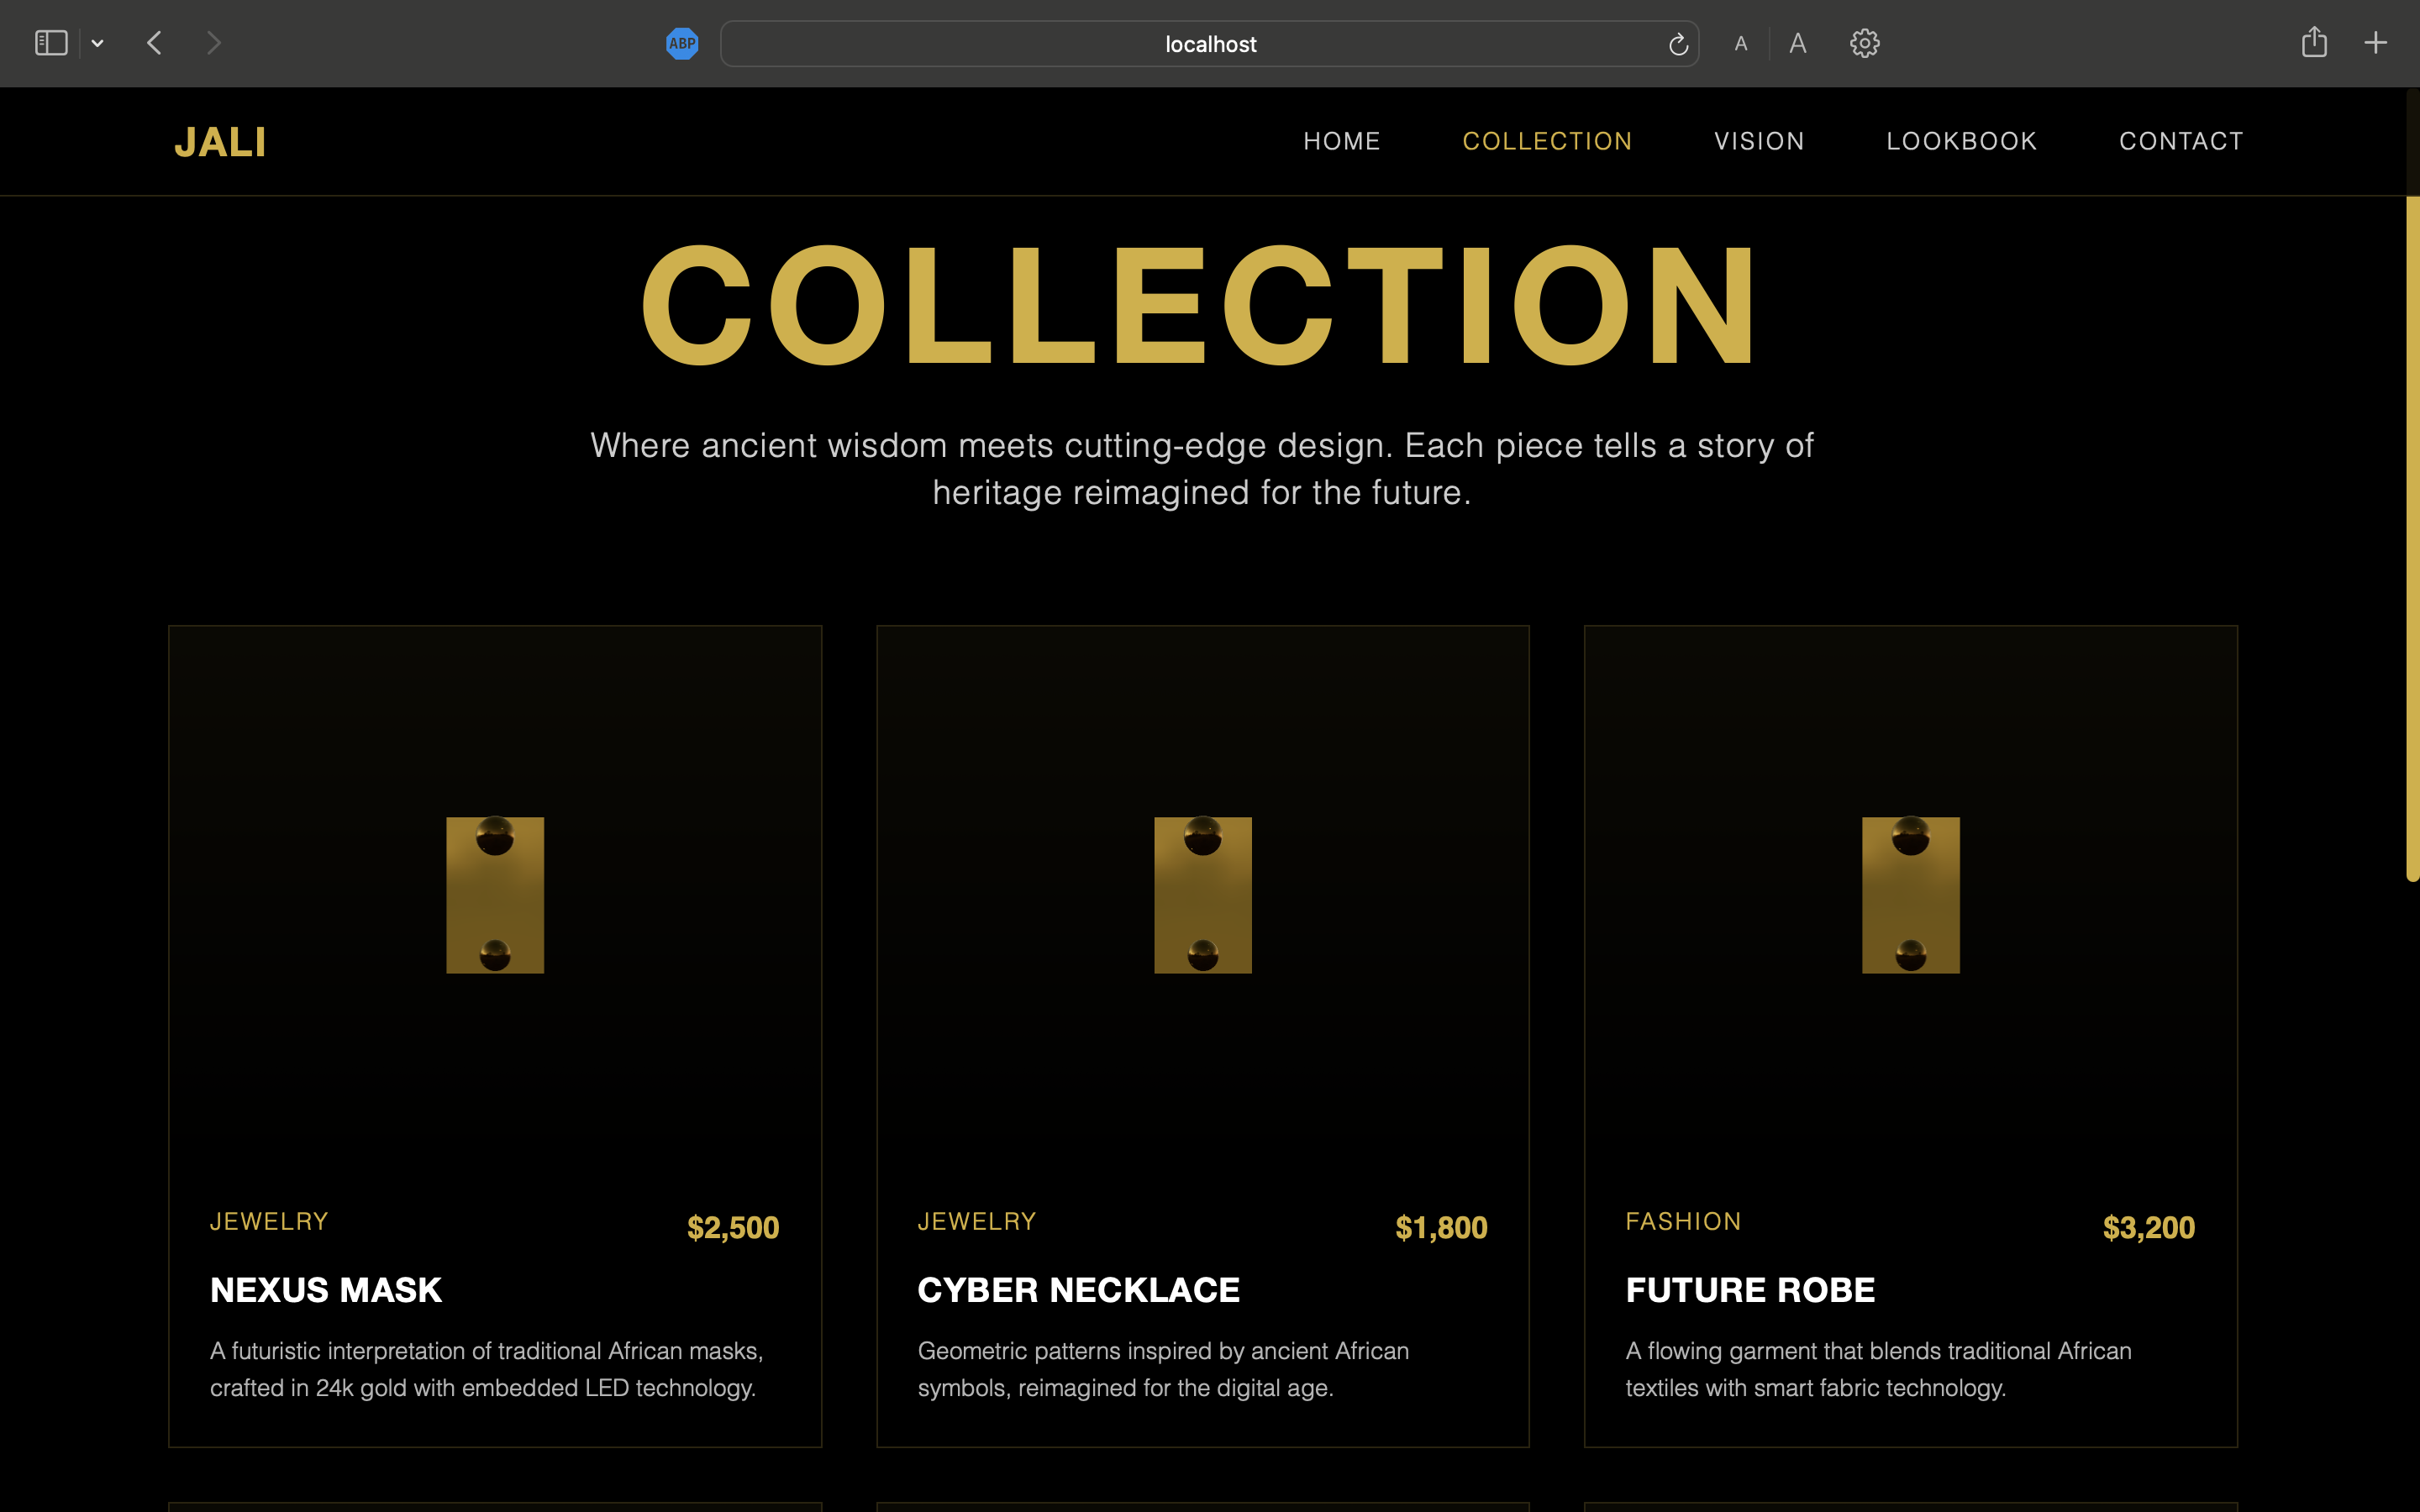 ABP
localhost
A A
JALI
HOME COLLECTION VISION LOOKBOOK CONTACT
COLLECTION
Where ancient wisdom meets cutting-edge design. Each piece tells a story of
heritage reimagined for the future.
JEWELRY $2,500
NEXUS MASK
A futuristic interpretation of traditional African masks,
crafted in 24k gold with embedded LED technology.
JEWELRY $1,800
CYBER NECKLACE
Geometric patterns inspired by ancient African
symbols, reimagined for the digital age.
FASHION $3,200
FUTURE ROBE
A flowing garment that blends traditional African
textiles with smart fabric technology.